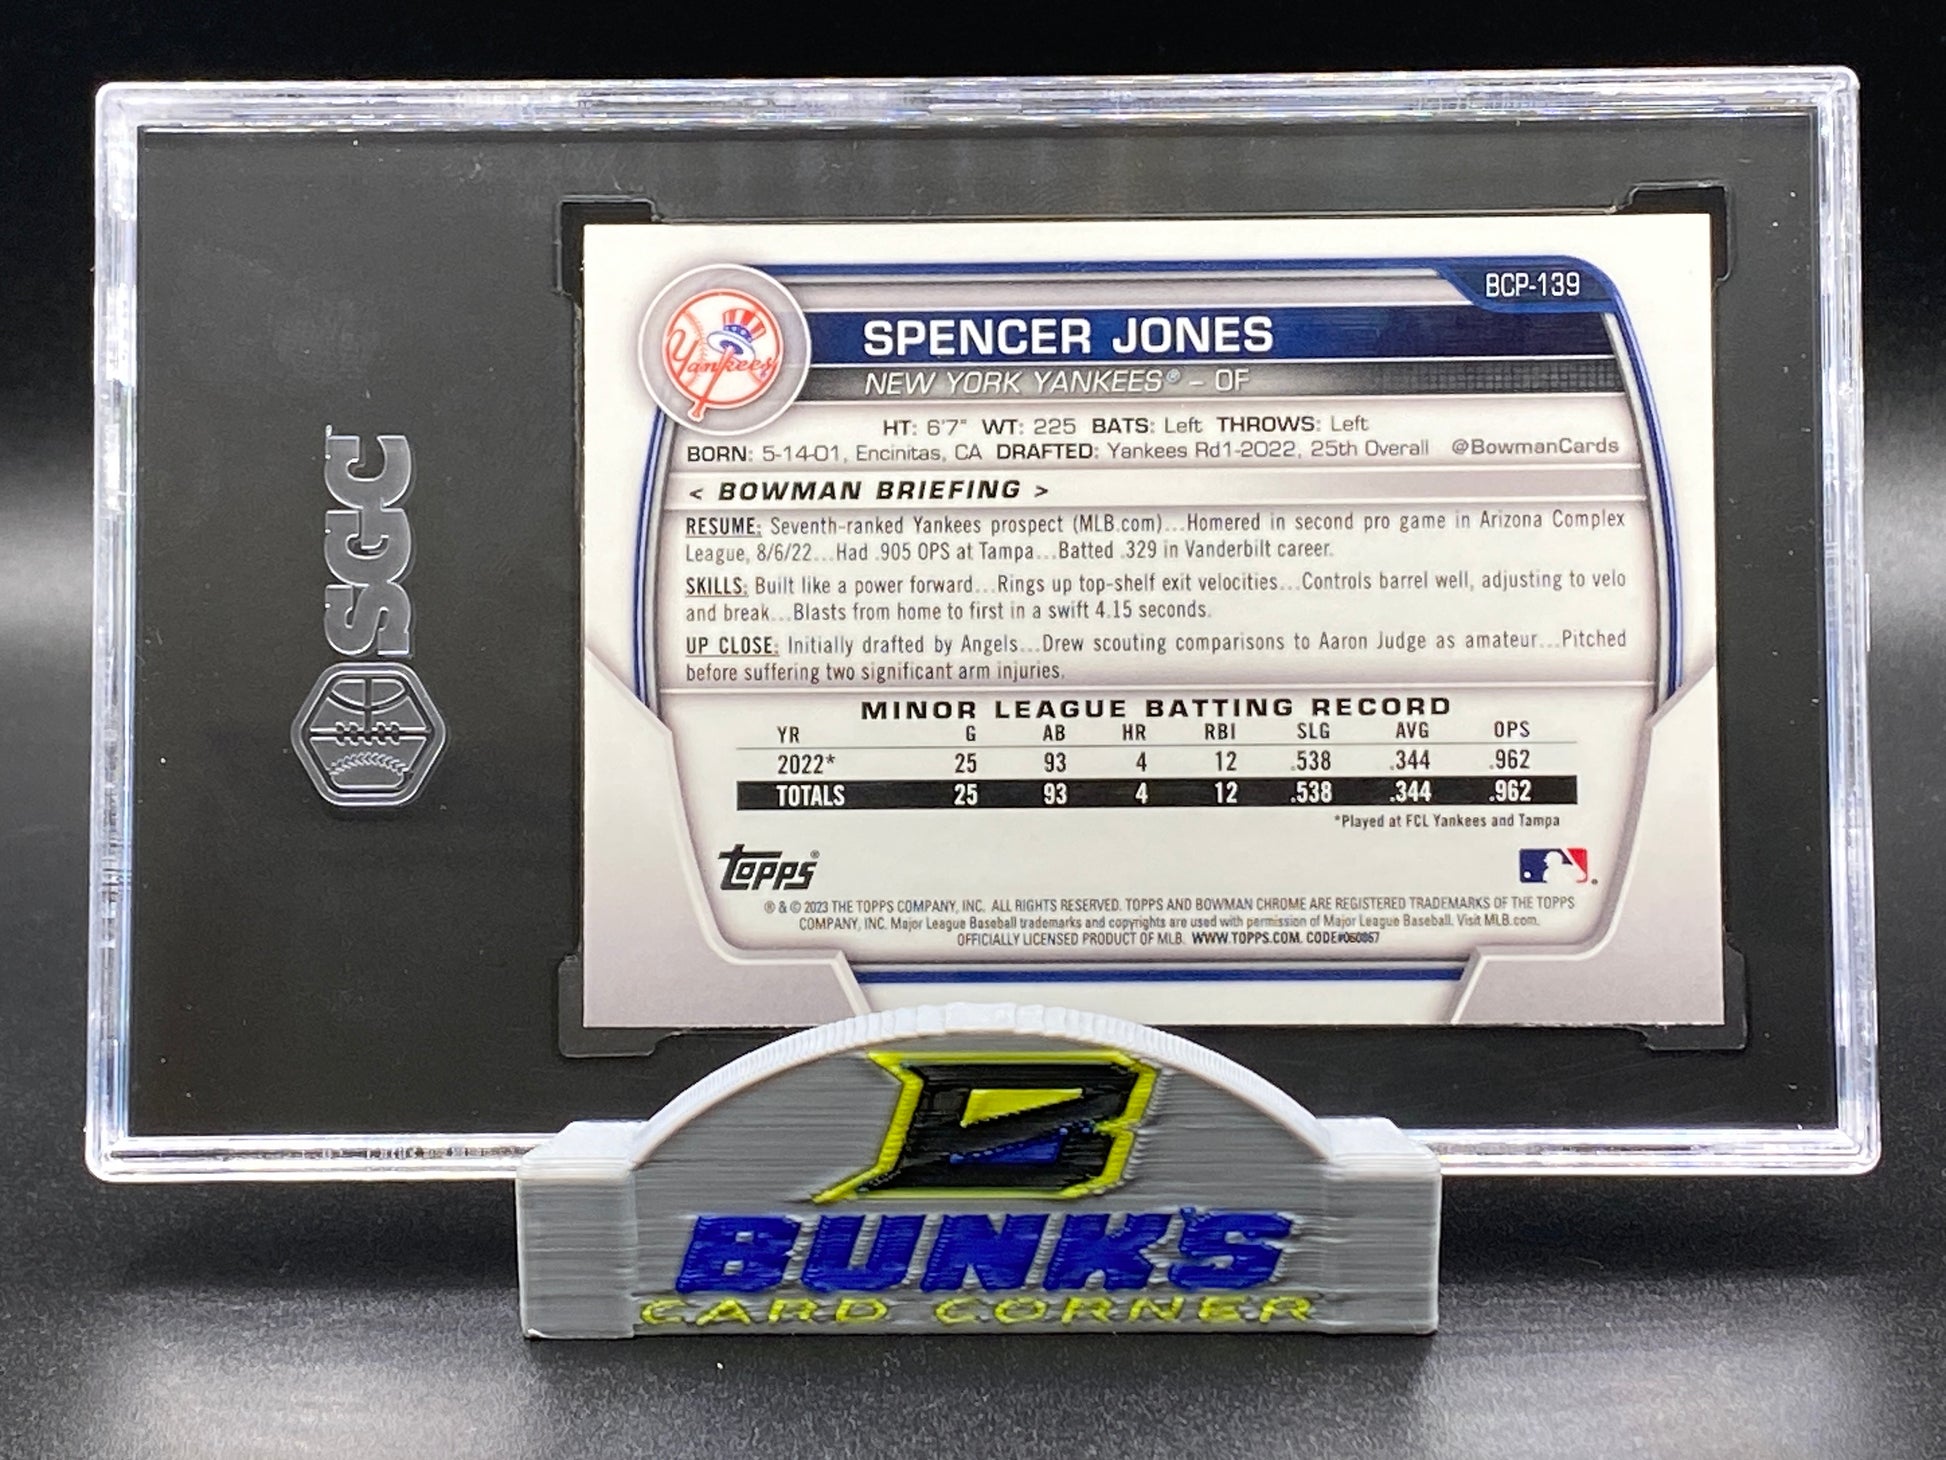 SGC
BCP-139
Yankees
SPENCER JONES
NEW YORK YANKEES® – OF
HT: 6'7" WT: 225 BATS: Left THROWS: Left
BORN: 5-14-01, Encinitas, CA DRAFTED: Yankees Rd1-2022, 25th Overall @BowmanCards
< BOWMAN BRIEFING >
RESUME: Seventh-ranked Yankees prospect (MLB.com)...Homered in second pro game in Arizona Complex
League, 8/6/22...Had .905 OPS at Tampa...Batted .329 in Vanderbilt career.
SKILLS: Built like a power forward...Rings up top-shelf exit velocities...Controls barrel well, adjusting to velo
and break...Blasts from home to first in a swift 4.15 seconds.
UP CLOSE: Initially drafted by Angels...Drew scouting comparisons to Aaron Judge as amateur...Pitched
before suffering two significant arm injuries.
MINOR LEAGUE BATTING RECORD
YR G AB HR RBI SLG AVG OPS
2022* 25 93 4 12 .538 .344 .962
TOTALS 25 93 4 12 .538 .344 .962
*Played at FCL Yankees and Tampa
Topps®
® & © 2023 THE TOPPS COMPANY, INC. ALL RIGHTS RESERVED. TOPPS AND BOWMAN CHROME ARE REGISTERED TRADEMARKS OF THE TOPPS
COMPANY, INC. Major League Baseball trademarks and copyrights are used with permission of Major League Baseball. Visit MLB.com.
OFFICIALLY LICENSED PRODUCT OF MLB. WWW.TOPPS.COM. CODE#
B
BUNK'S
CARD CORNER